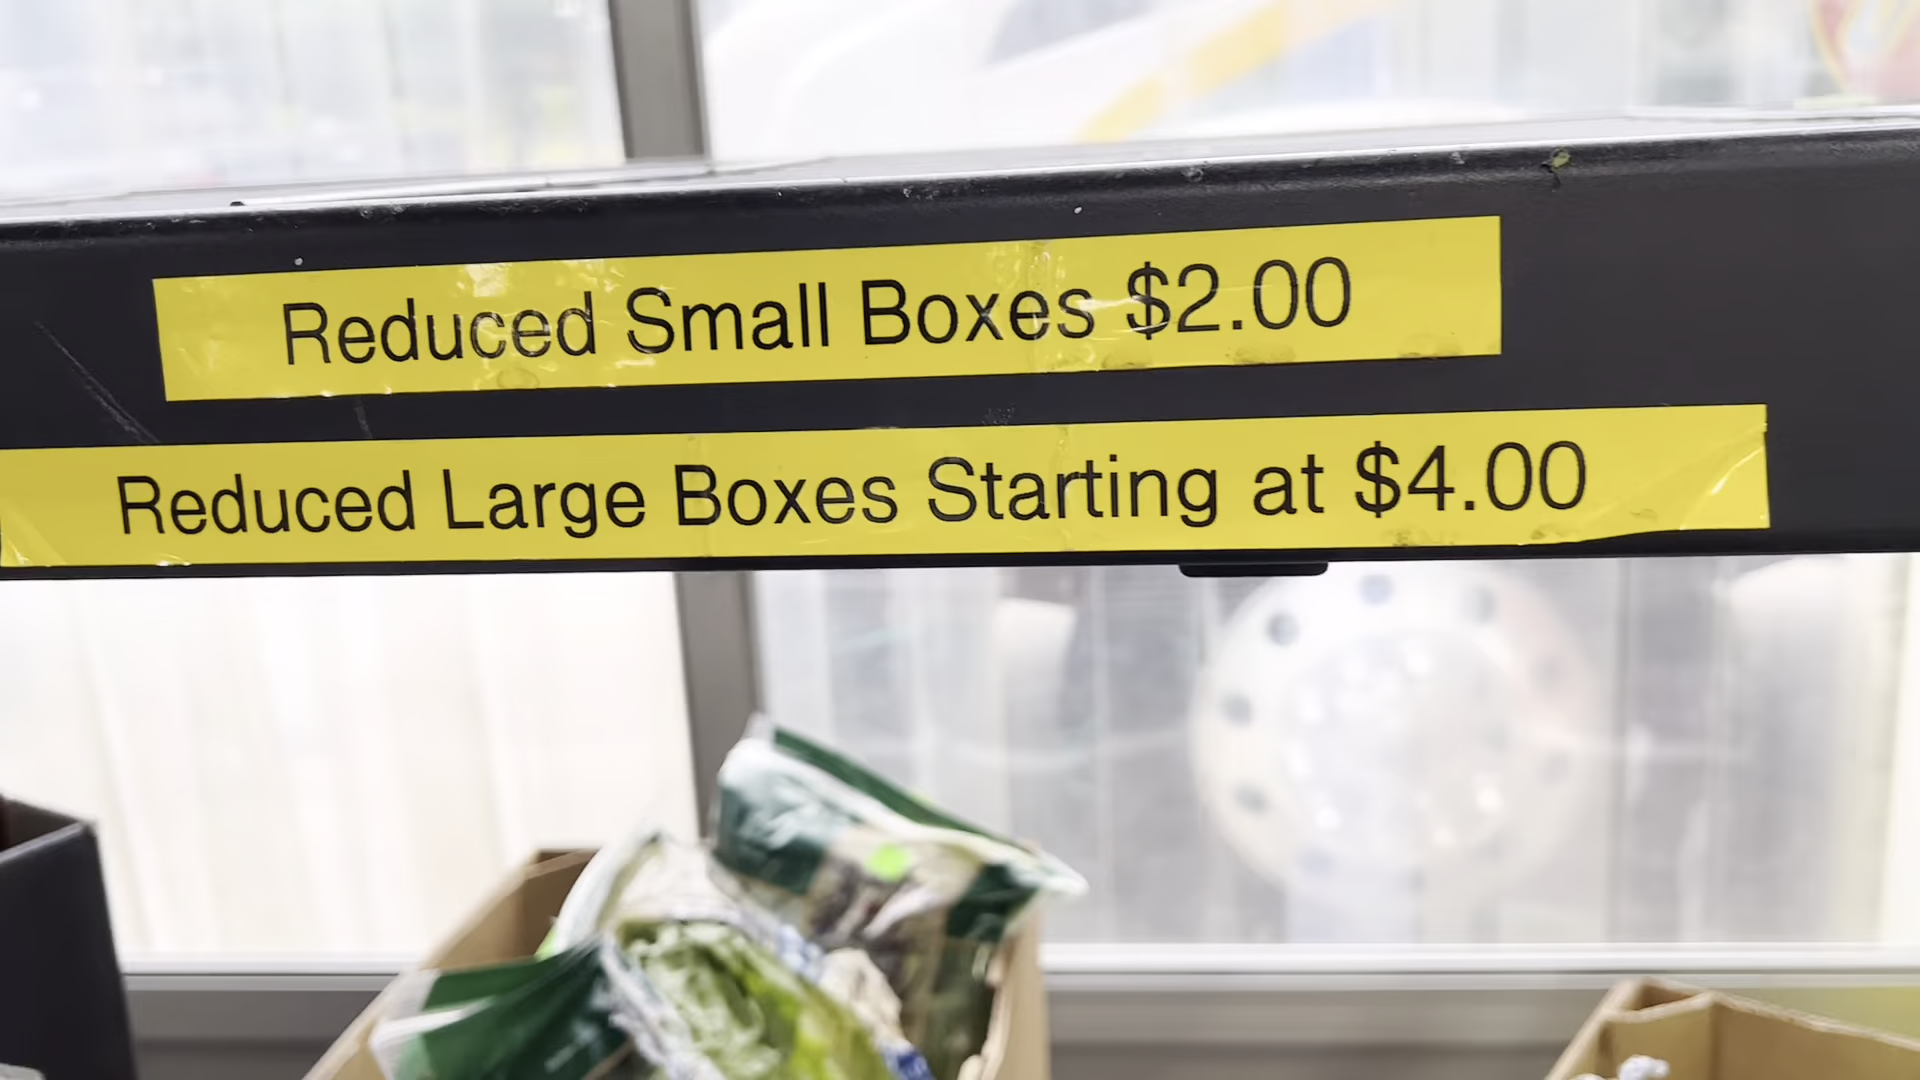 Reduced Small Boxes $2.00
Reduced Large Boxes Starting at $4.00